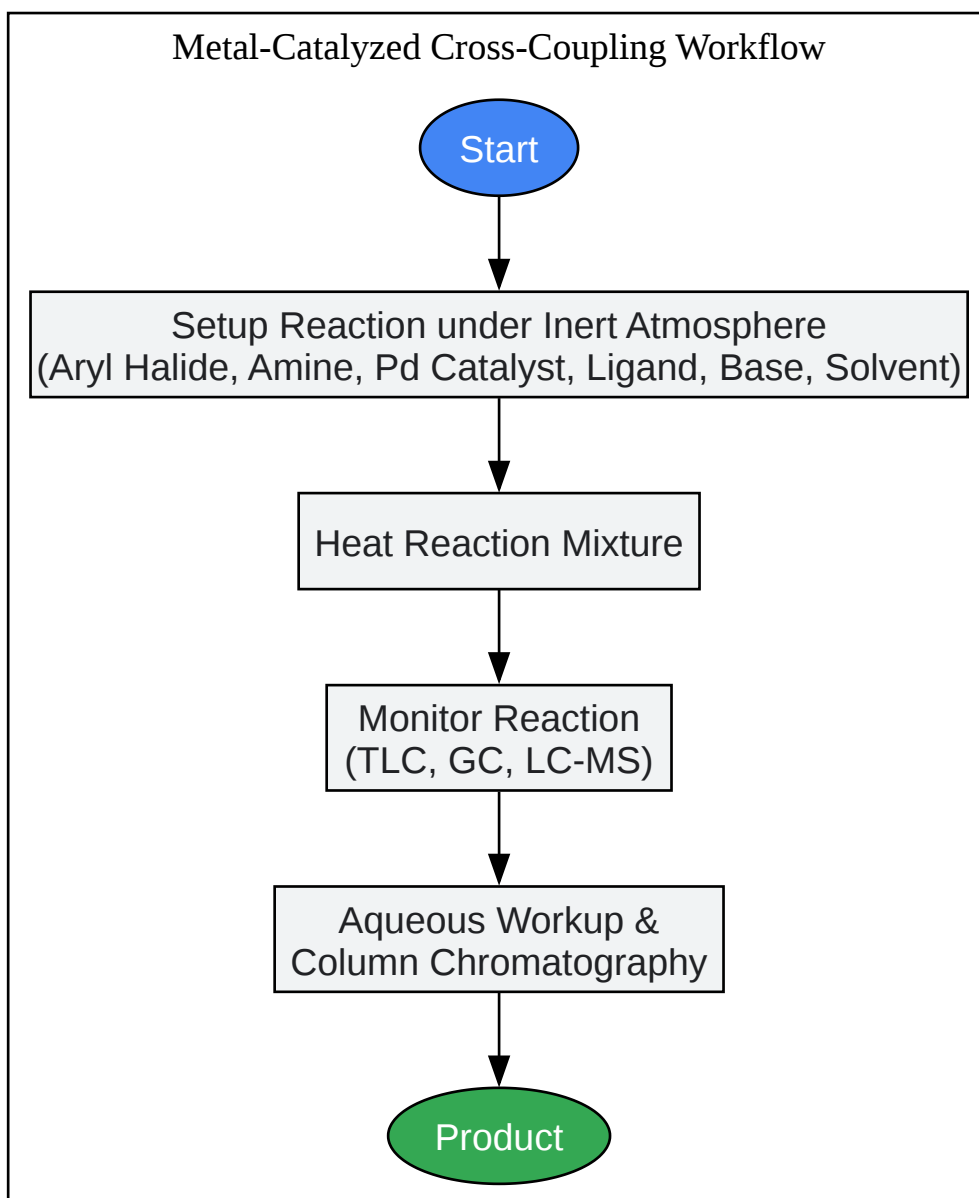 Metal-Catalyzed Cross-Coupling Workflow
Start
Setup Reaction under Inert Atmosphere
(Aryl Halide, Amine, Pd Catalyst, Ligand, Base, Solvent)
Heat Reaction Mixture
Monitor Reaction
(TLC, GC, LC-MS)
Aqueous Workup &
Column Chromatography
Product